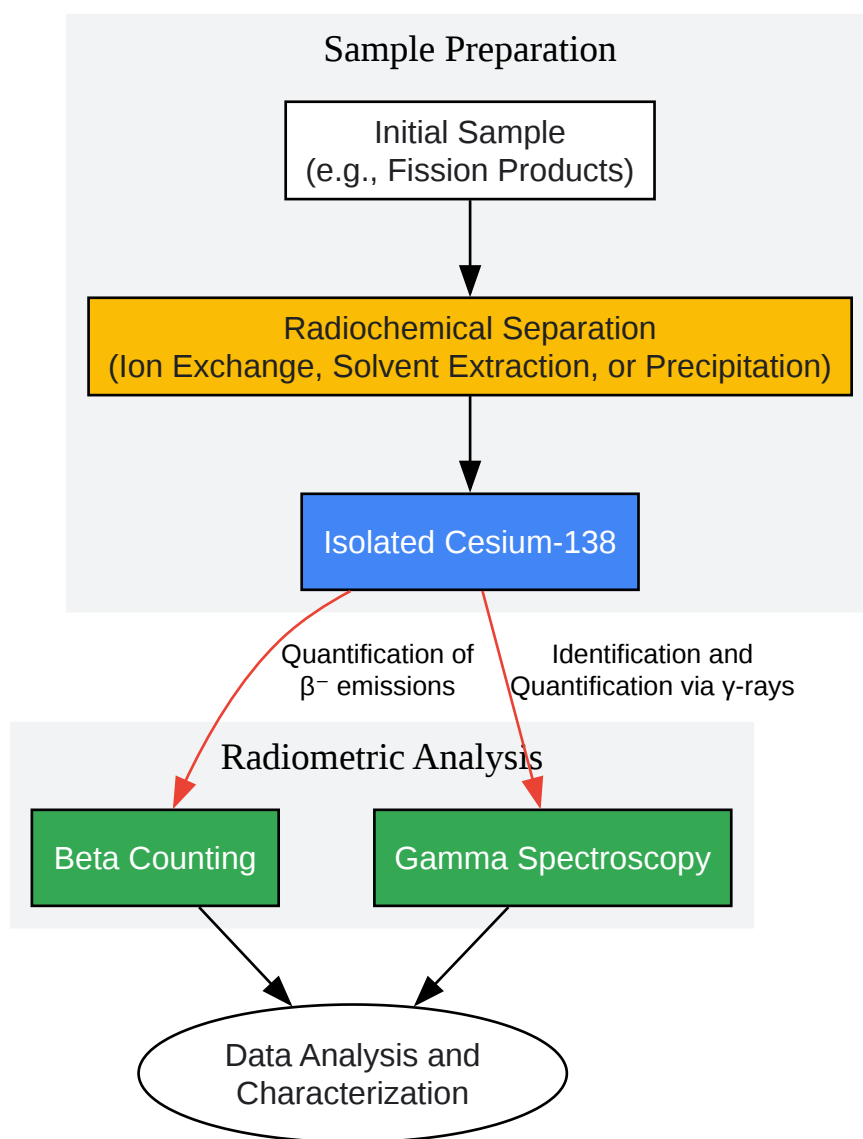 Sample Preparation
Initial Sample
(e.g., Fission Products)
Radiochemical Separation
(Ion Exchange, Solvent Extraction, or Precipitation)
Isolated Cesium-138
Quantification of
β⁻ emissions
Identification and
Quantification via γ-rays
Radiometric Analysis
Beta Counting
Gamma Spectroscopy
Data Analysis and
Characterization